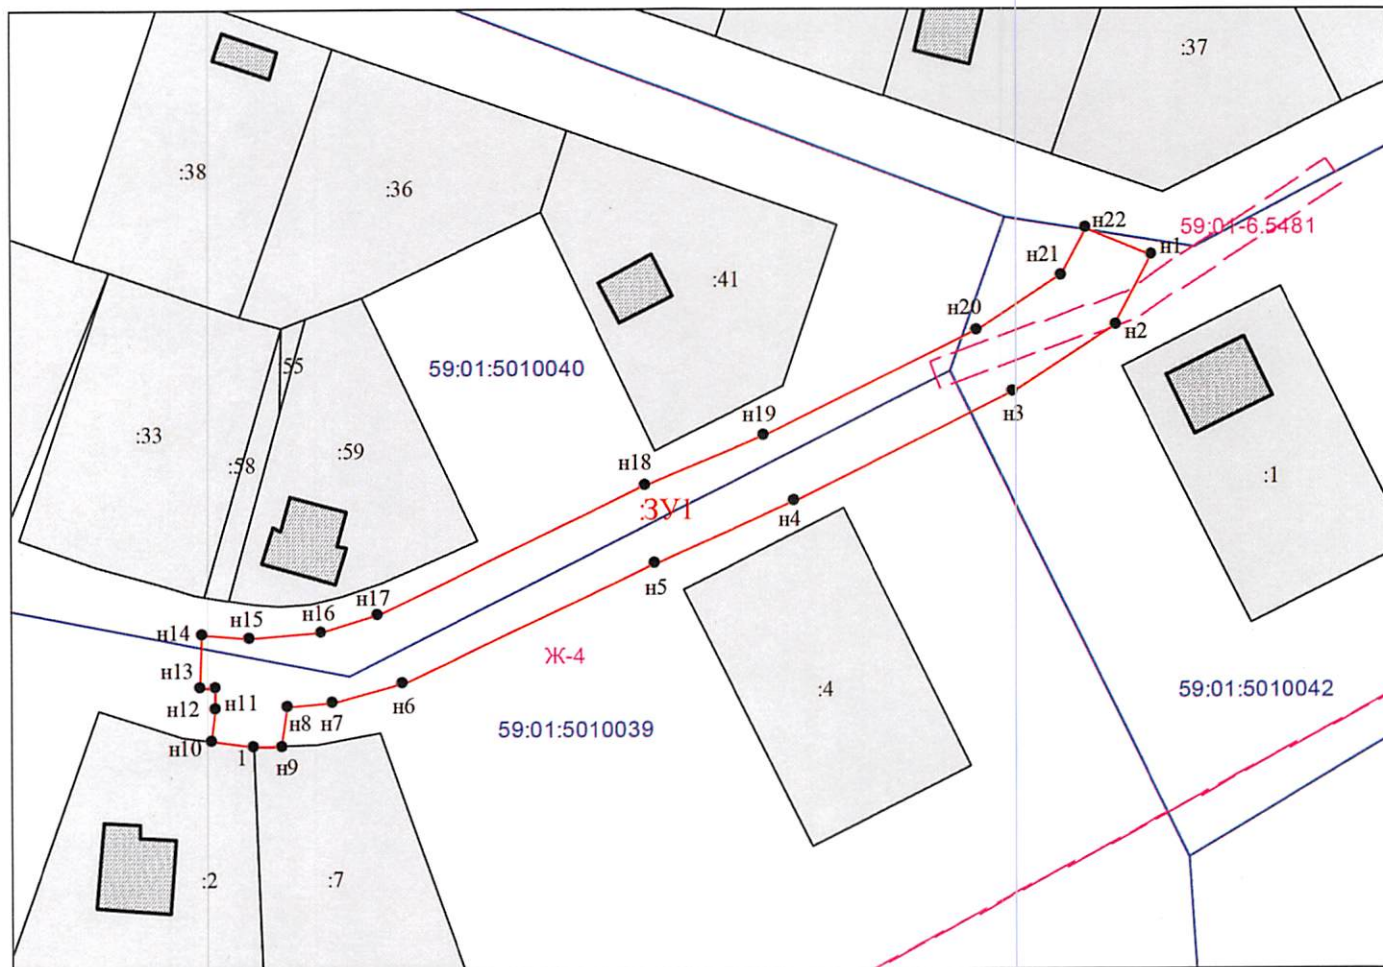 :37
:38
:36
н22
59:01-6.5481
н1
н21
:41
н20
н2
55
59:01:5010040
н3
н19
:33
:58
:59
:1
н18
:ЗУ1
н4
н5
н17
н16
н15
н14
Ж-4
н13
:4
59:01:5010042
н6
н11
н12
н8
н7
59:01:5010039
н10
1
н9
:2
:7